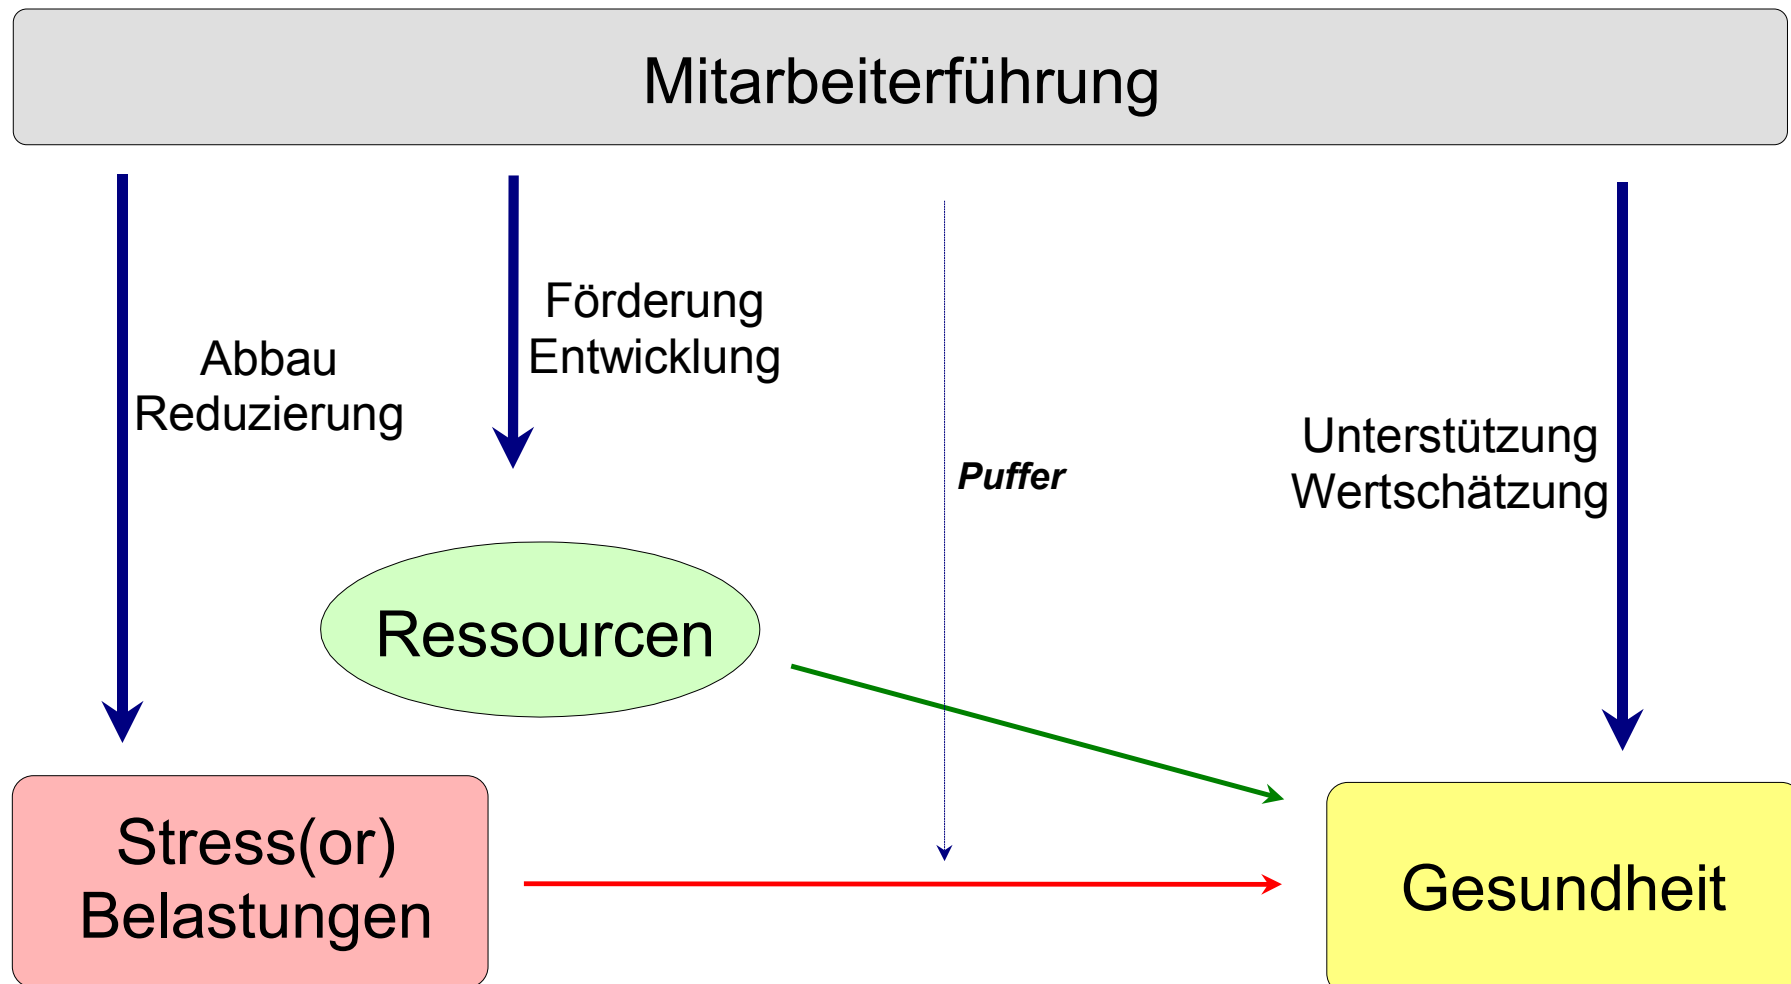 Mitarbeiterführung
Förderung
Entwicklung
Abbau
Reduzierung
Puffer
Unterstützung
Wertschätzung
Ressourcen
Stress(or)
Belastungen
Gesundheit